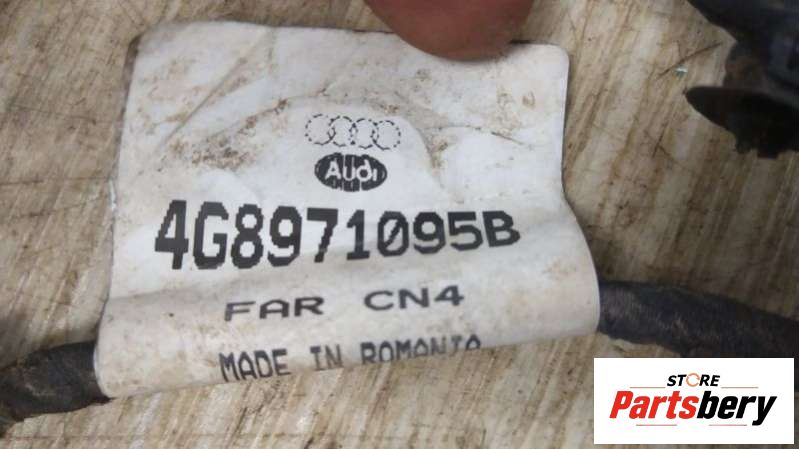 Audi
4G8971095B
FAR CN4
MADE IN ROMANIA
STORE
Partsbery